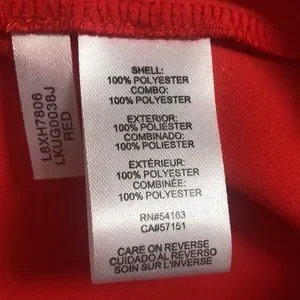 L8XH7806
LKUG0038J
RED
SHELL:
100% POLYESTER
COMBO:
100% POLYESTER
EXTERIOR:
100% POLIESTER
COMBINADO:
100% POLIESTER
EXTÉRIEUR:
100% POLYESTER
COMBINÉE:
100% POLYESTER
RN#54163
CA#57151
CARE ON REVERSE
CUIDADO AL REVERSO
SOIN SUR L'INVERSE